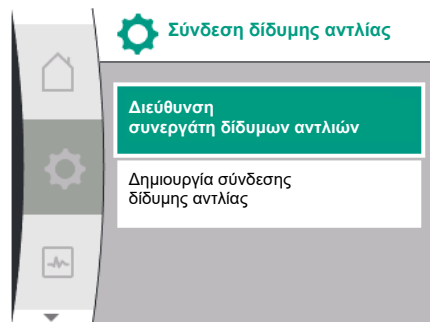 Σύνδεση δίδυμης αντλίας
Διεύθυνση
συνεργάτη δίδυμων αντλιών
Δημιουργία σύνδεσης
δίδυμης αντλίας